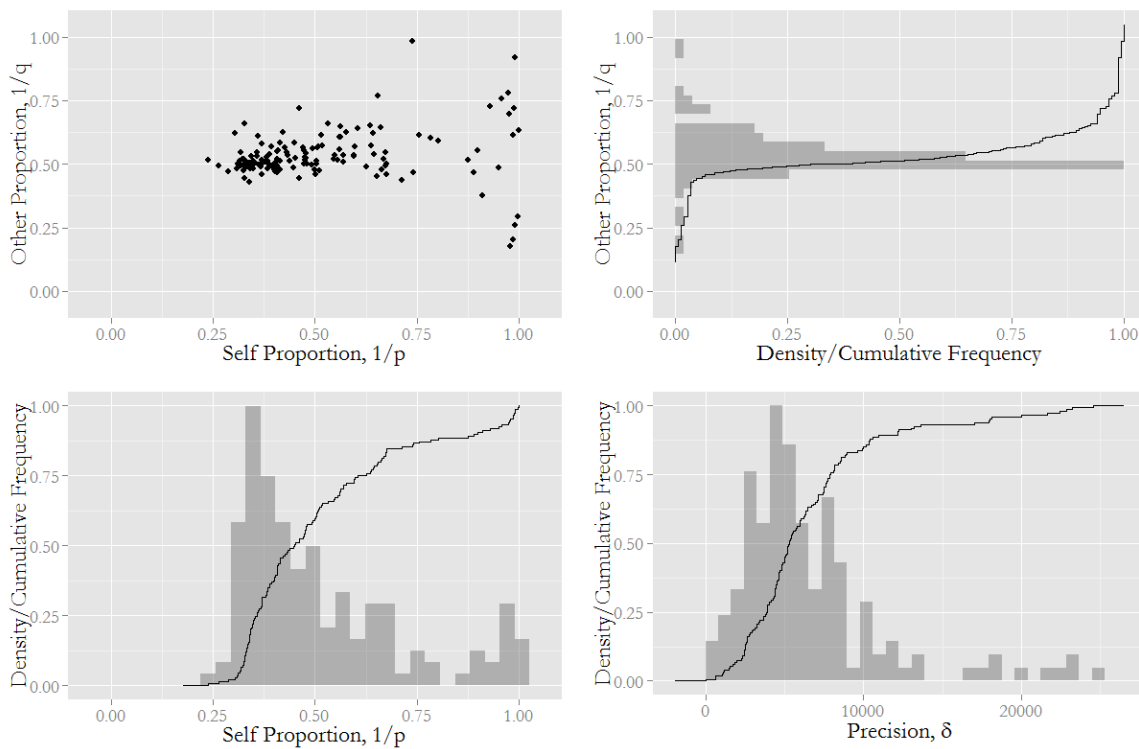 Other Proportion, 1/q
1.00
0.75
0.50
0.25
0.00
0.00 0.25 0.50 0.75 1.00
Self Proportion, 1/p
Other Proportion, 1/q
1.00
0.75
0.50
0.25
0.00
0.00 0.25 0.50 0.75 1.00
Density/Cumulative Frequency
Density/Cumulative Frequency
1.00
0.75
0.50
0.25
0.00
0.00 0.25 0.50 0.75 1.00
Self Proportion, 1/p
Density/Cumulative Frequency
1.00
0.75
0.50
0.25
0.00
0 10000 20000
Precision, δ